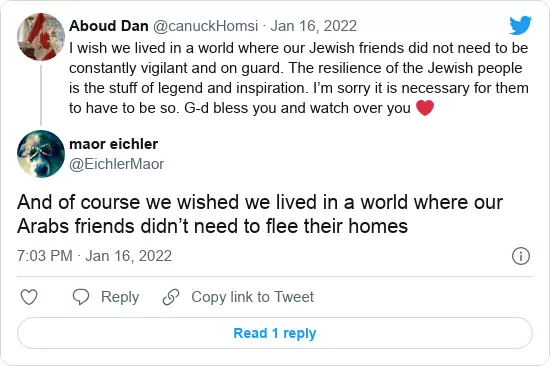 Aboud Dan @canuckHomsi · Jan 16, 2022
I wish we lived in a world where our Jewish friends did not need to be
constantly vigilant and on guard. The resilience of the Jewish people
is the stuff of legend and inspiration. I’m sorry it is necessary for them
to have to be so. G-d bless you and watch over you ❤️
maor eichler
@EichlerMaor
And of course we wished we lived in a world where our
Arabs friends didn’t need to flee their homes
7:03 PM · Jan 16, 2022
Reply
Copy link to Tweet
Read 1 reply